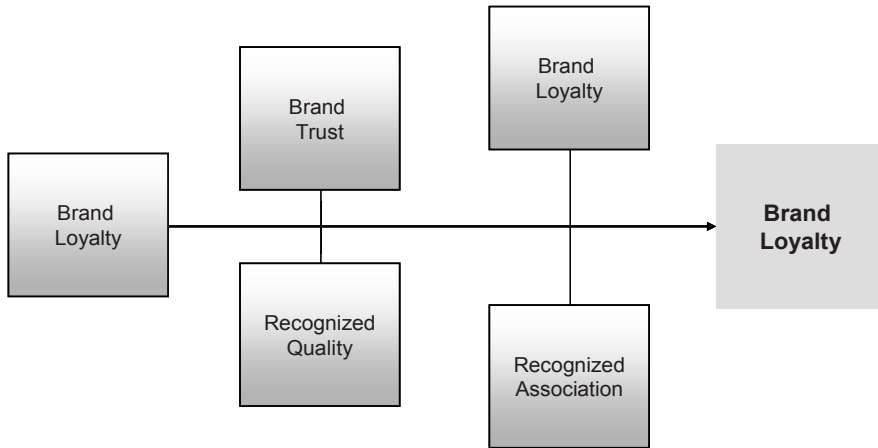 Brand
Loyalty
Brand
Trust
Recognized
Quality
Brand
Loyalty
Recognized
Association
Brand
Loyalty